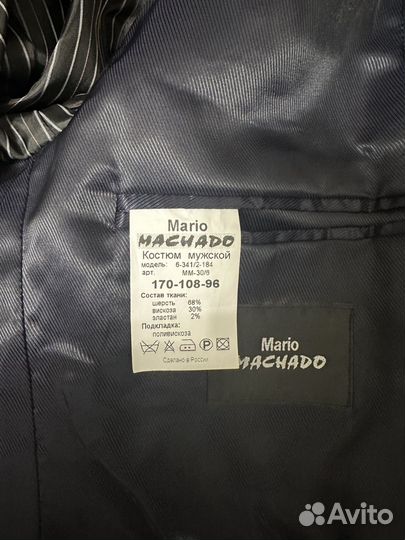 Mario
MACHADO
Костюм мужской
модель: 6-341/2-184
арт. ММ-30/6
170-108-96
Состав ткани:
шерсть 68%
вискоза 30%
эластан 2%
Подкладка:
поливискоза
Сделано в России
Mario
MACHADO
Avito